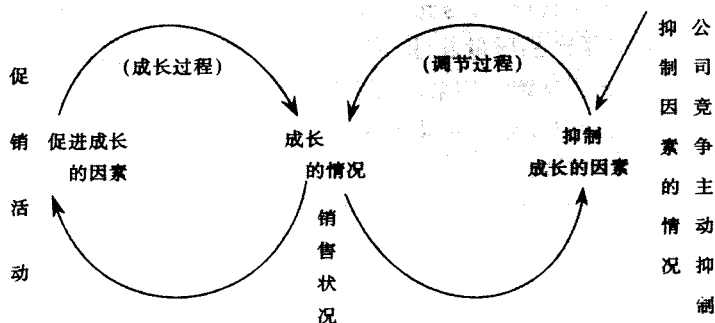 促销活动
(成长过程)
促进成长
的因素
成长
的情况
销售状况
(调节过程)
抑制
成长的因素
抑制因素的情况
公司竞争主动抑制